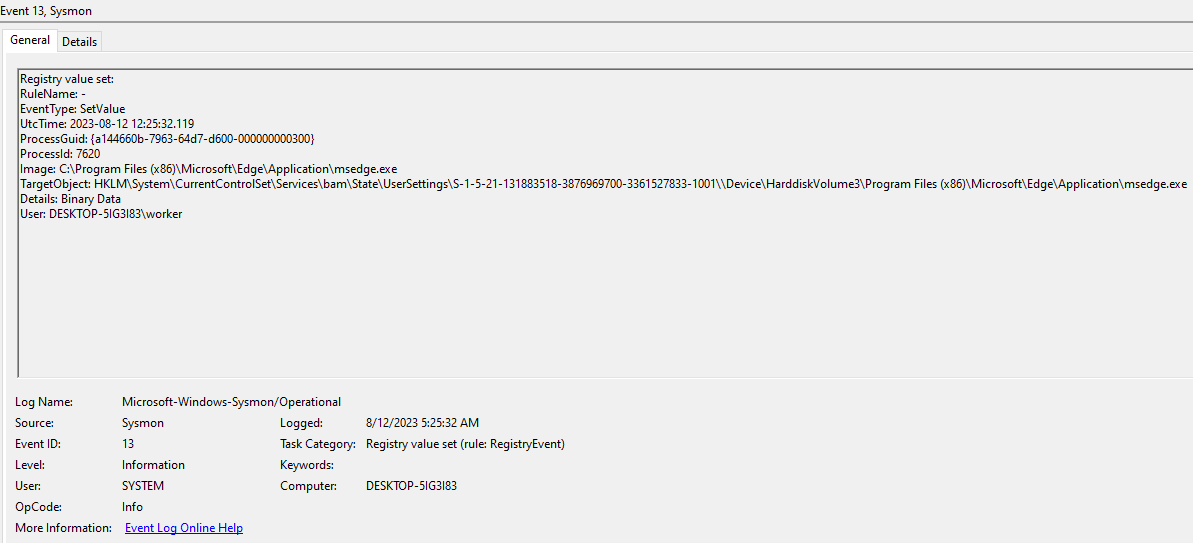 Event 13, Sysmon
General Details
Registry value set:
RuleName: -
EventType: SetValue
UtcTime: 2023-08-12 12:25:32.119
ProcessGuid: {a144660b-7963-64d7-d600-000000000300}
ProcessId: 7620
Image: C:\Program Files (x86)\Microsoft\Edge\Application\msedge.exe
TargetObject: HKLM\System\CurrentControlSet\Services\bam\State\UserSettings\S-1-5-21-131883518-3876969700-3361527833-1001\\Device\HarddiskVolume3\Program Files (x86)\Microsoft\Edge\Application\msedge.exe
Details: Binary Data
User: DESKTOP-5IG3I83\worker
Log Name: Microsoft-Windows-Sysmon/Operational
Source: Sysmon Logged: 8/12/2023 5:25:32 AM
Event ID: 13 Task Category: Registry value set (rule: RegistryEvent)
Level: Information Keywords:
User: SYSTEM Computer: DESKTOP-5IG3I83
OpCode: Info
More Information: Event Log Online Help